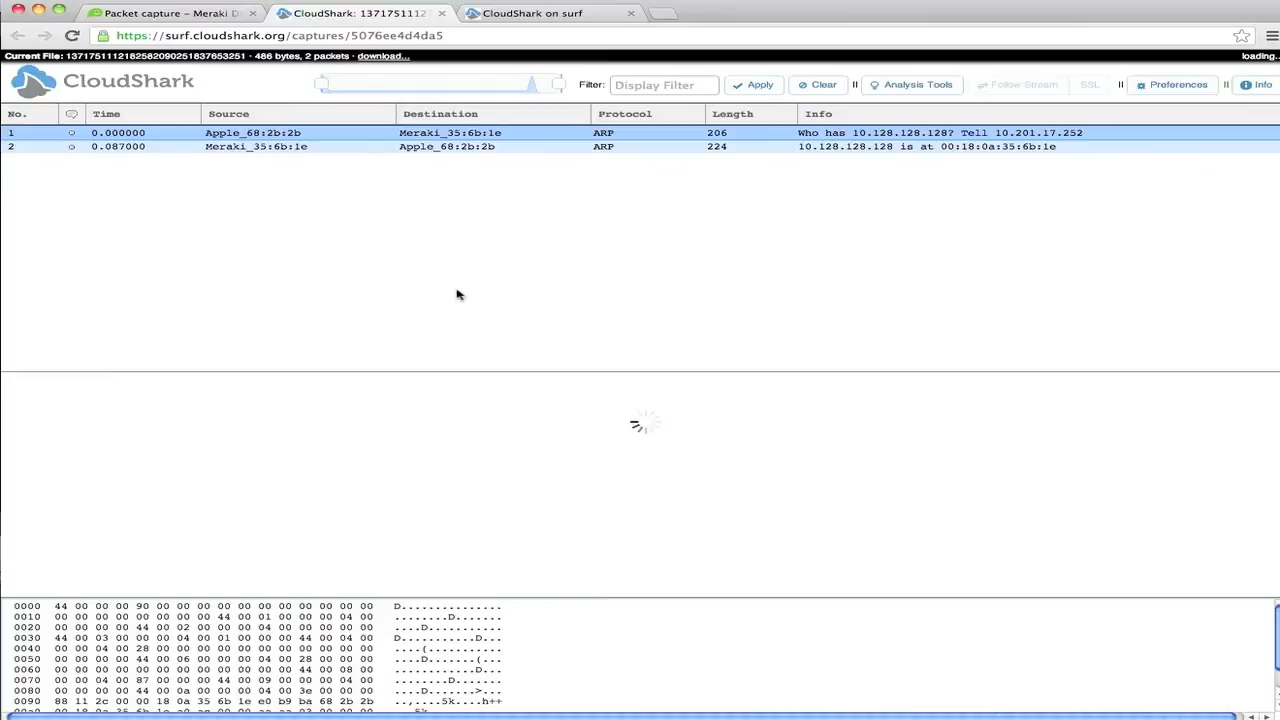 Packet capture – Meraki D
CloudShark: 1371751112
CloudShark on surf
https://surf.cloudshark.org/captures/5076ee4d4da5
Current File: 13717511121825820902518376532​51 · 486 bytes, 2 packets · download... loading..
CloudShark Filter: Display Filter Apply Clear II Analysis Tools Follow Stream SSL II Preferences II Info
No. Time Source Destination Protocol Length Info
1 0.000000 Apple_68:2b:2b Meraki_35:6b:1e ARP 206 Who has 10.128.128.128? Tell 10.201.17.252
2 0.087000 Meraki_35:6b:1e Apple_68:2b:2b ARP 224 10.128.128.128 is at 00:18:0a:35:6b:1e
0000 44 00 00 00 90 00 00 00 00 00 00 00 00 00 00 00 D...............
0010 00 00 00 00 00 00 00 00 44 00 01 00 00 00 04 00 ........D.......
0020 00 00 00 00 44 00 02 00 00 00 04 00 00 00 00 00 ....D...........
0030 44 00 03 00 00 00 04 00 01 00 00 00 44 00 04 00 D...........D...
0040 00 00 04 00 28 00 00 00 00 00 00 00 00 00 00 00 ....(...........
0050 00 00 00 00 44 00 06 00 00 00 04 00 28 00 00 00 ....D.......(...
0060 00 00 00 00 00 00 00 00 00 00 00 00 44 00 08 00 ............D...
0070 00 00 04 00 87 00 00 00 44 00 09 00 00 00 04 00 ........D.......
0080 00 00 00 00 44 00 0a 00 00 00 04 00 3e 00 00 00 ....D.......>...
0090 88 11 2c 00 00 18 0a 35 6b 1e e0 b9 ba 68 2b 2b ..,....5k....h++